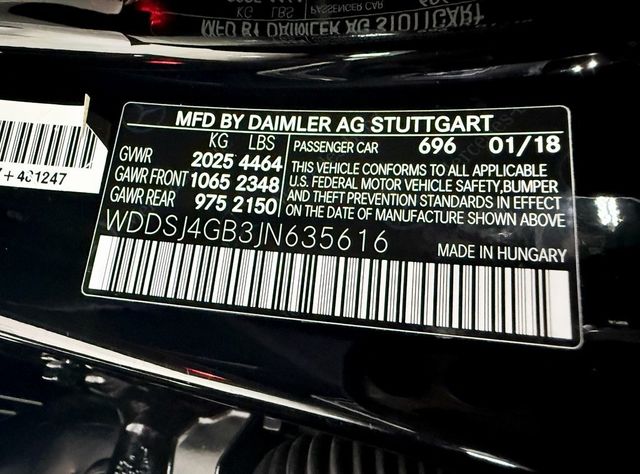 MFD BY DAIMLER AG STUTTGART
KG LBS
GVWR 2025 4464
GAWR FRONT 1065 2348
GAWR REAR 975 2150
PASSENGER CAR 696 01/18
THIS VEHICLE CONFORMS TO ALL APPLICABLE
U.S. FEDERAL MOTOR VEHICLE SAFETY,BUMPER
AND THEFT PREVENTION STANDARDS IN EFFECT
ON THE DATE OF MANUFACTURE SHOWN ABOVE
WDDSJ4GB3JN635616
MADE IN HUNGARY